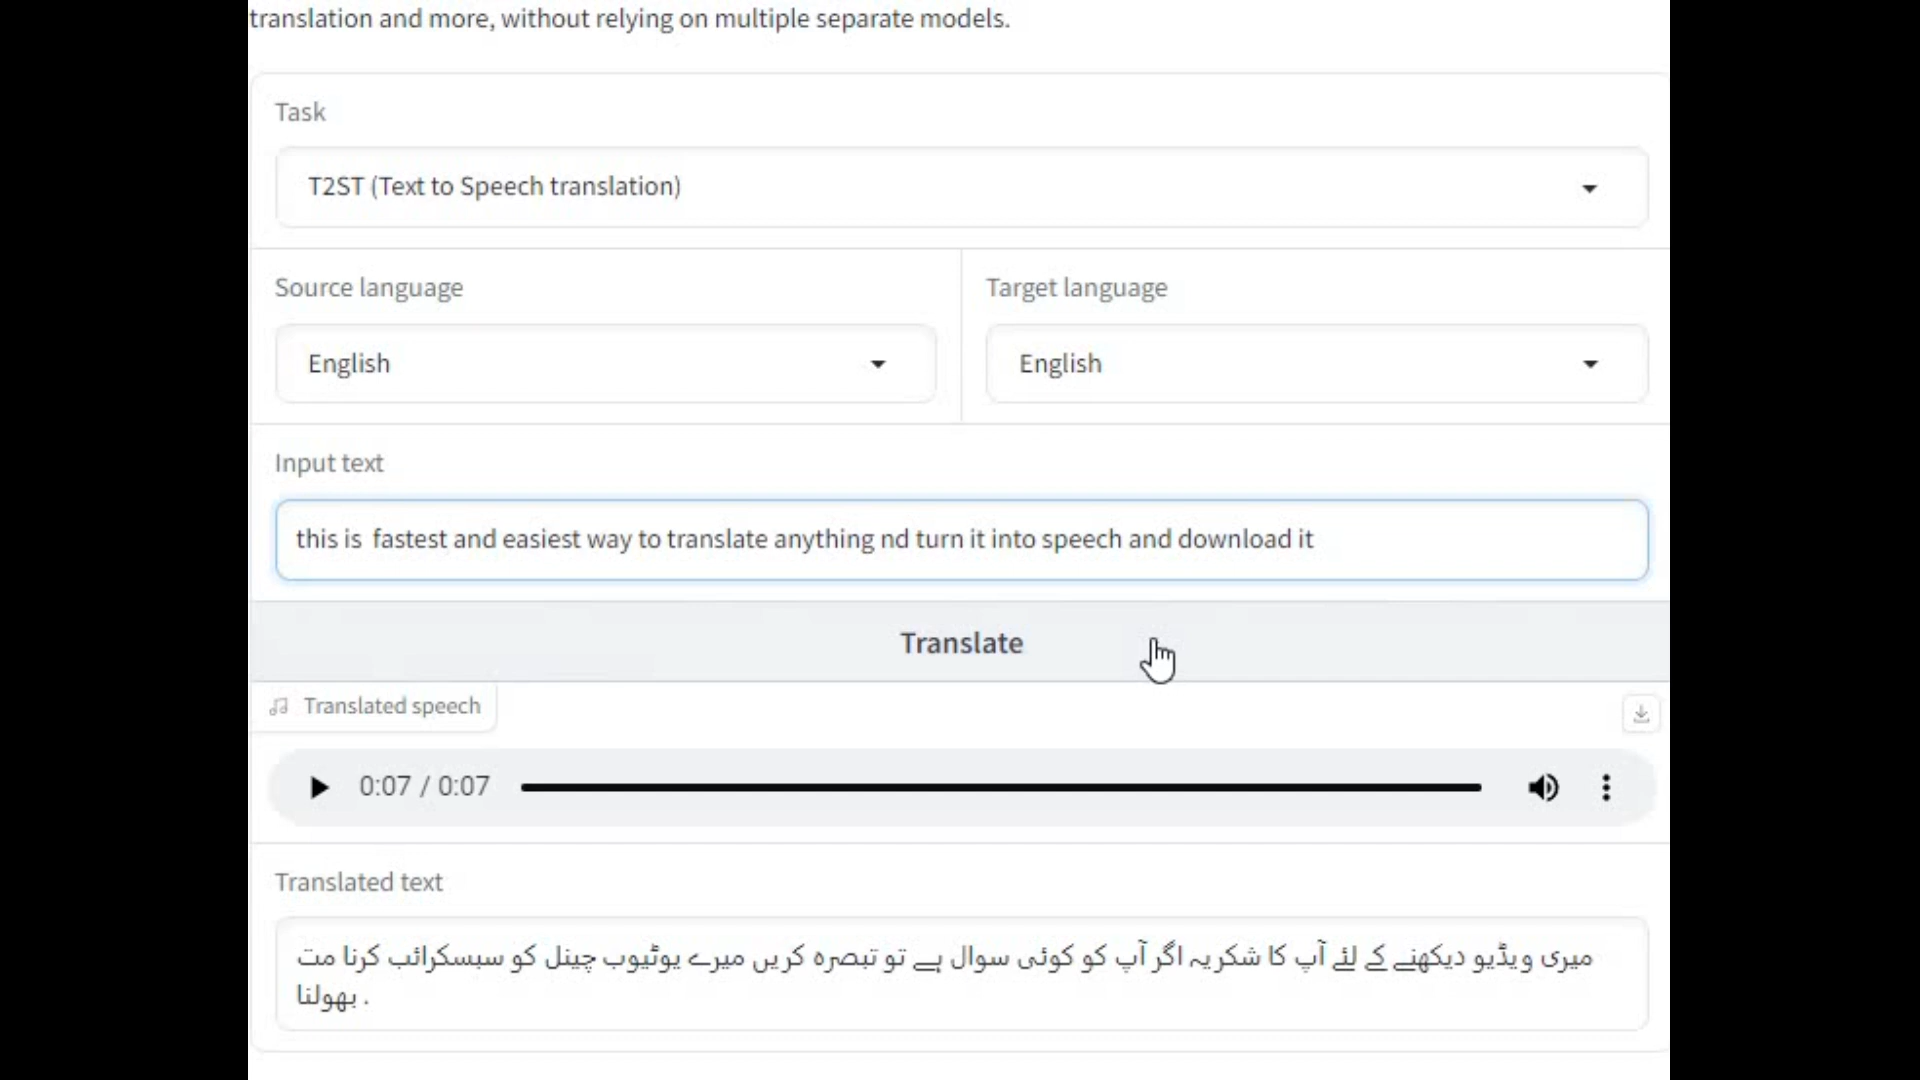 translation and more, without relying on multiple separate models.
Task
T2ST (Text to Speech translation)
Source language
Target language
English
English
Input text
this is  fastest and easiest way to translate anything nd turn it into speech and download it
Translate
Translated speech
0:07 / 0:07
Translated text
میری ویڈیو دیکھنے کے لئے آپ کا شکریہ اگر آپ کو کوئی سوال ہے تو تبصرہ کریں میرے یوٹیوب چینل کو سبسکرائب کرنا مت
بھولنا .